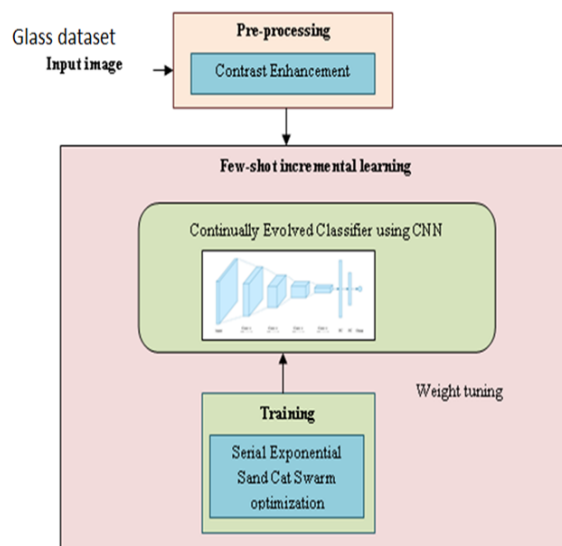 Glass dataset
Input image
Pre-processing
Contrast Enhancement
Few-shot incremental learning
Continually Evolved Classifier using CNN
Weight tuning
Training
Serial Exponential
Sand Cat Swarm
optimization